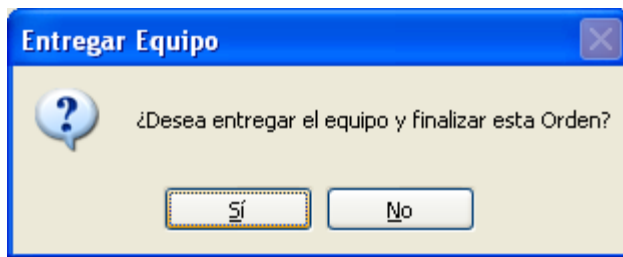 Entregar Equipo
¿Desea entregar el equipo y finalizar esta Orden?
Sí
No